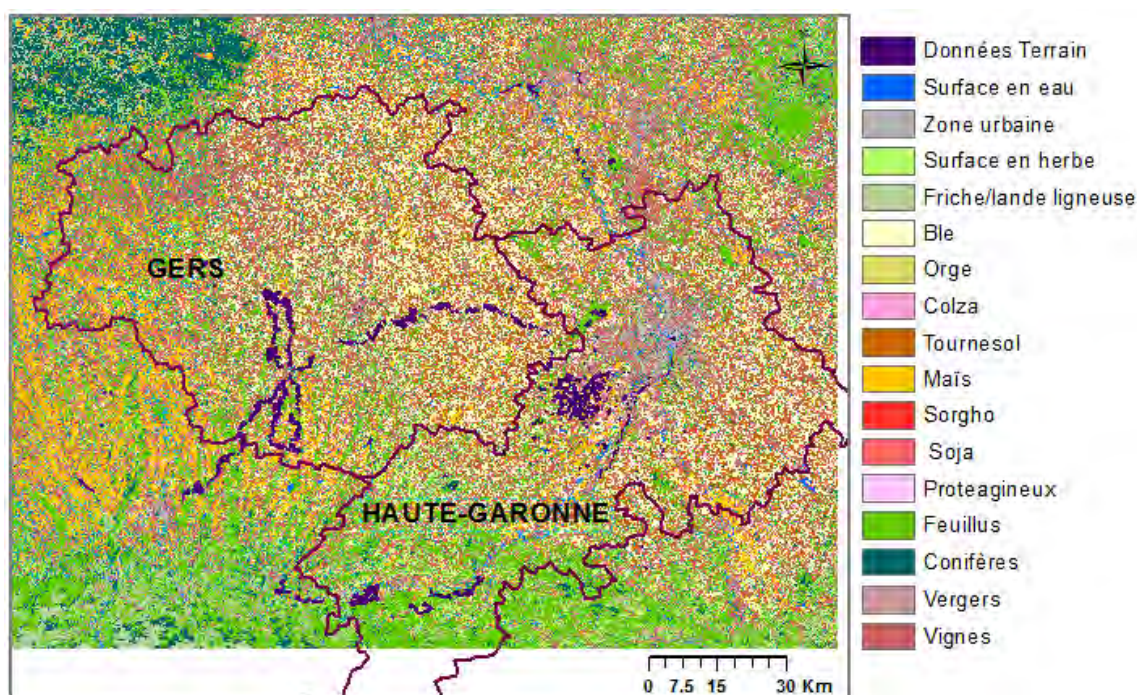 GERS
HAUTE-GARONNE
0 7.5 15 30 Km
Données Terrain
Surface en eau
Zone urbaine
Surface en herbe
Friche/lande ligneuse
Ble
Orge
Colza
Tournesol
Maïs
Sorgho
Soja
Proteagineux
Feuillus
Conifères
Vergers
Vignes